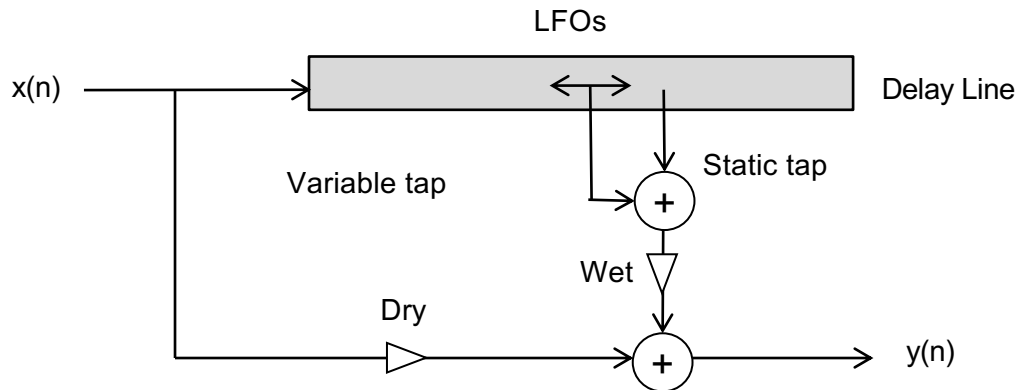 LFOs
x(n)
Delay Line
Static tap
Variable tap
+
Wet
Dry
+
y(n)